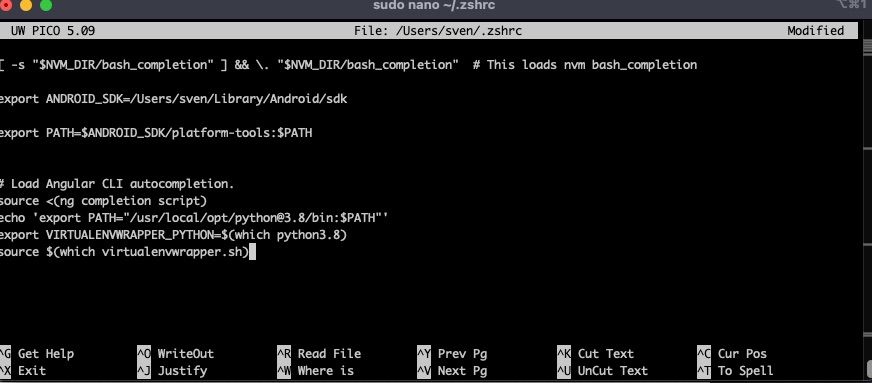 sudo nano ~/.zshrc
⌥⌘1
UW PICO 5.09 File: /Users/sven/.zshrc Modified
[ -s "$NVM_DIR/bash_completion" ] && \. "$NVM_DIR/bash_completion" # This loads nvm bash_completion
export ANDROID_SDK=/Users/sven/Library/Android/sdk
export PATH=$ANDROID_SDK/platform-tools:$PATH
# Load Angular CLI autocompletion.
source <(ng completion script)
echo 'export PATH="/usr/local/opt/python@3.8/bin:$PATH"'
export VIRTUALENVWRAPPER_PYTHON=$(which python3.8)
source $(which virtualenvwrapper.sh)
^G Get Help ^O WriteOut ^R Read File ^Y Prev Pg ^K Cut Text ^C Cur Pos
^X Exit ^J Justify ^W Where is ^V Next Pg ^U UnCut Text ^T To Spell